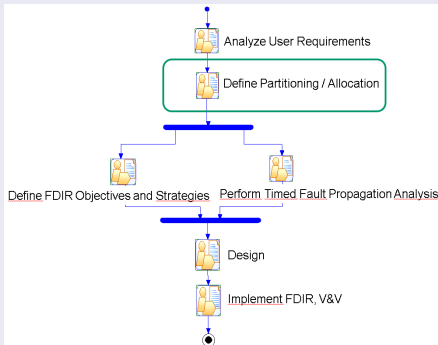 Analyze User Requirements
Define Partitioning / Allocation
Define FDIR Objectives and Strategies
Perform Timed Fault Propagation Analysis
Design
Implement FDIR, V&V